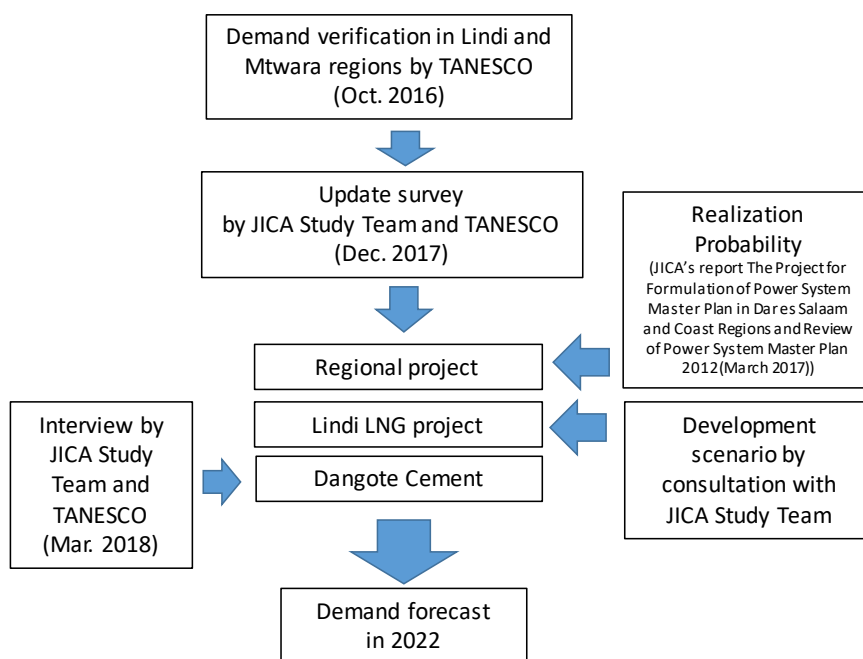 Demand verification in Lindi and
Mtwara regions by TANESCO
(Oct. 2016)
Update survey
by JICA Study Team and TANESCO
(Dec. 2017)
Realization
Probability
(JICA's report The Project for
Formulation of Power System
Master Plan in Dar es Salaam
and Coast Regions and Review
of Power System Master Plan
2012(March 2017))
Regional project
Lindi LNG project
Dangote Cement
Interview by
JICA Study
Team and
TANESCO
(Mar. 2018)
Development
scenario by
consultation with
JICA Study Team
Demand forecast
in 2022